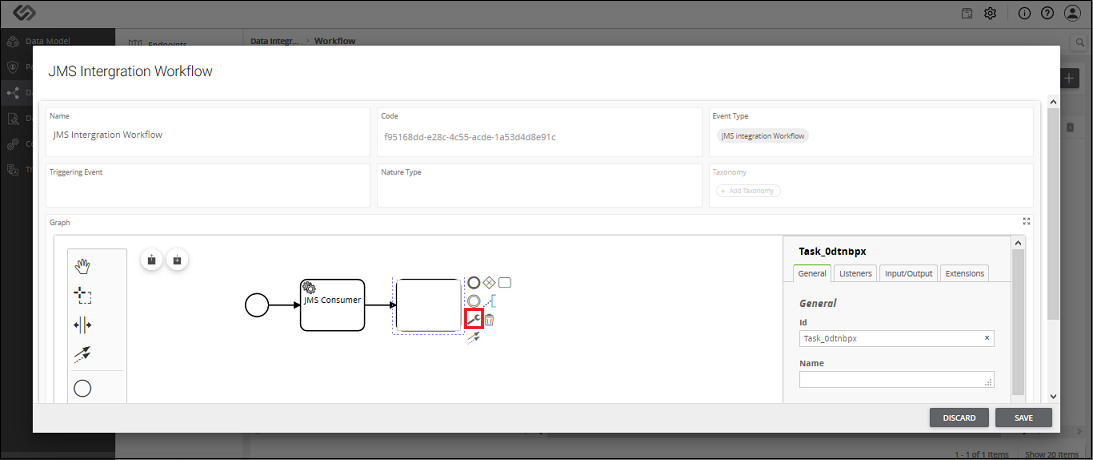 Data Model
Endpoints
Data Integr... > Workflow
JMS Intergration Workflow
Name
JMS Intergration Workflow
Code
f95168dd-e28c-4c55-acde-1a53d4d8e91c
Event Type
JMS integration Workflow
Triggering Event
Nature Type
Taxonomy
+ Add Taxonomy
Graph
JMS Consumer
Task_0dtnbpx
General
Listeners
Input/Output
Extensions
General
Id
Task_0dtnbpx
Name
DISCARD
SAVE
1 - 1 of 1 Items
Show 20 Items